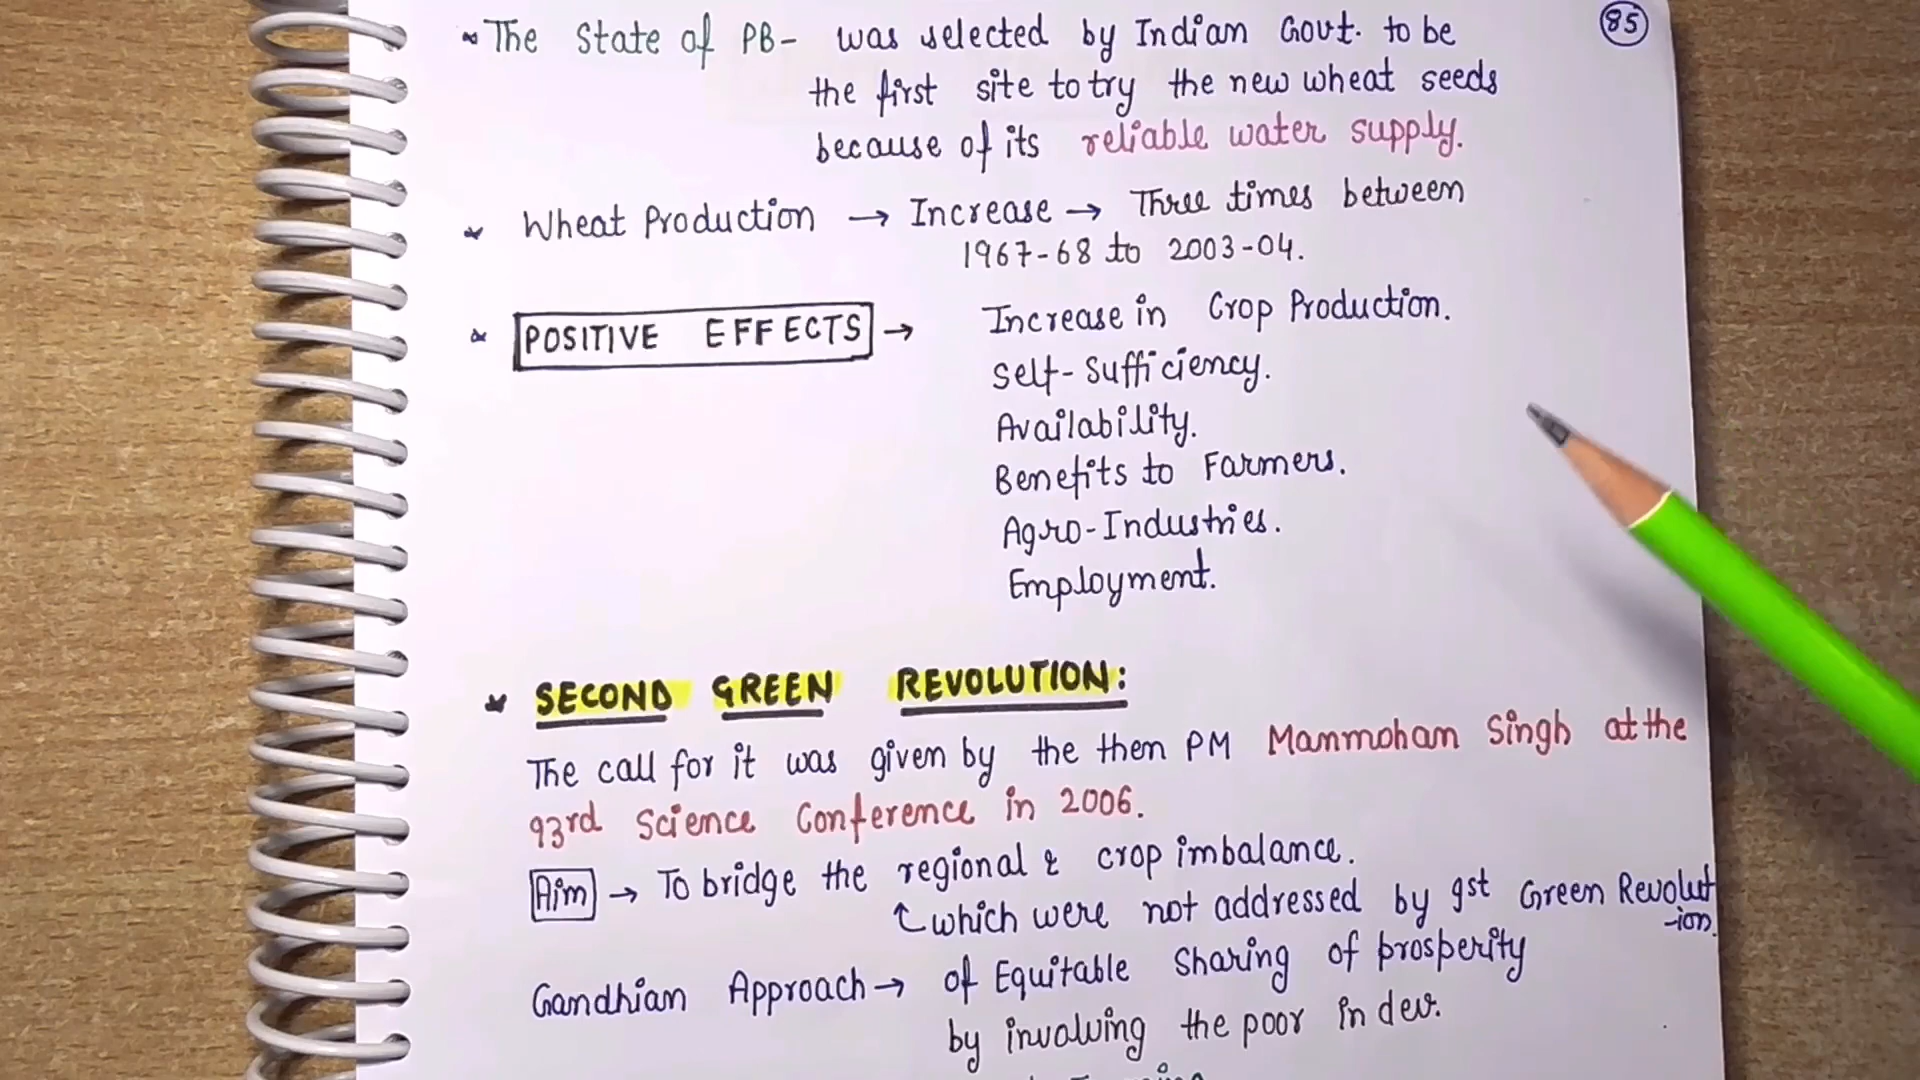 85
The State of PB- was selected by Indian Govt. to be
the first site to try the new wheat seeds
because of its reliable water supply.
Wheat Production → Increase → Three times between
1967-68 to 2003-04.
POSITIVE EFFECTS → Increase in Crop Production.
Self-Sufficiency.
Availability.
Benefits to Farmers.
Agro-Industries.
Employment.
SECOND GREEN REVOLUTION:
The call for it was given by the then PM Manmohan Singh at the
93rd Science Conference in 2006.
Aim → To bridge the regional & crop imbalance.
which were not addressed by Ist Green Revolut
-ion.
Gandhian Approach → of Equitable Sharing of prosperity
by involving the poor in dev.